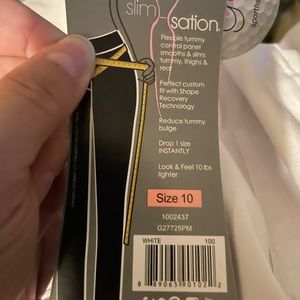 slim-sation
Flexible tummy
control panel
smooths & slims
tummy, thighs &
rear
Perfect custom
fit with Shape
Recovery
Technology
Reduce tummy
bulge
Drop 1 size
INSTANTLY
Look & Feel 10 lbs
lighter
Size 10
1002437
G27725PM
WHITE 100